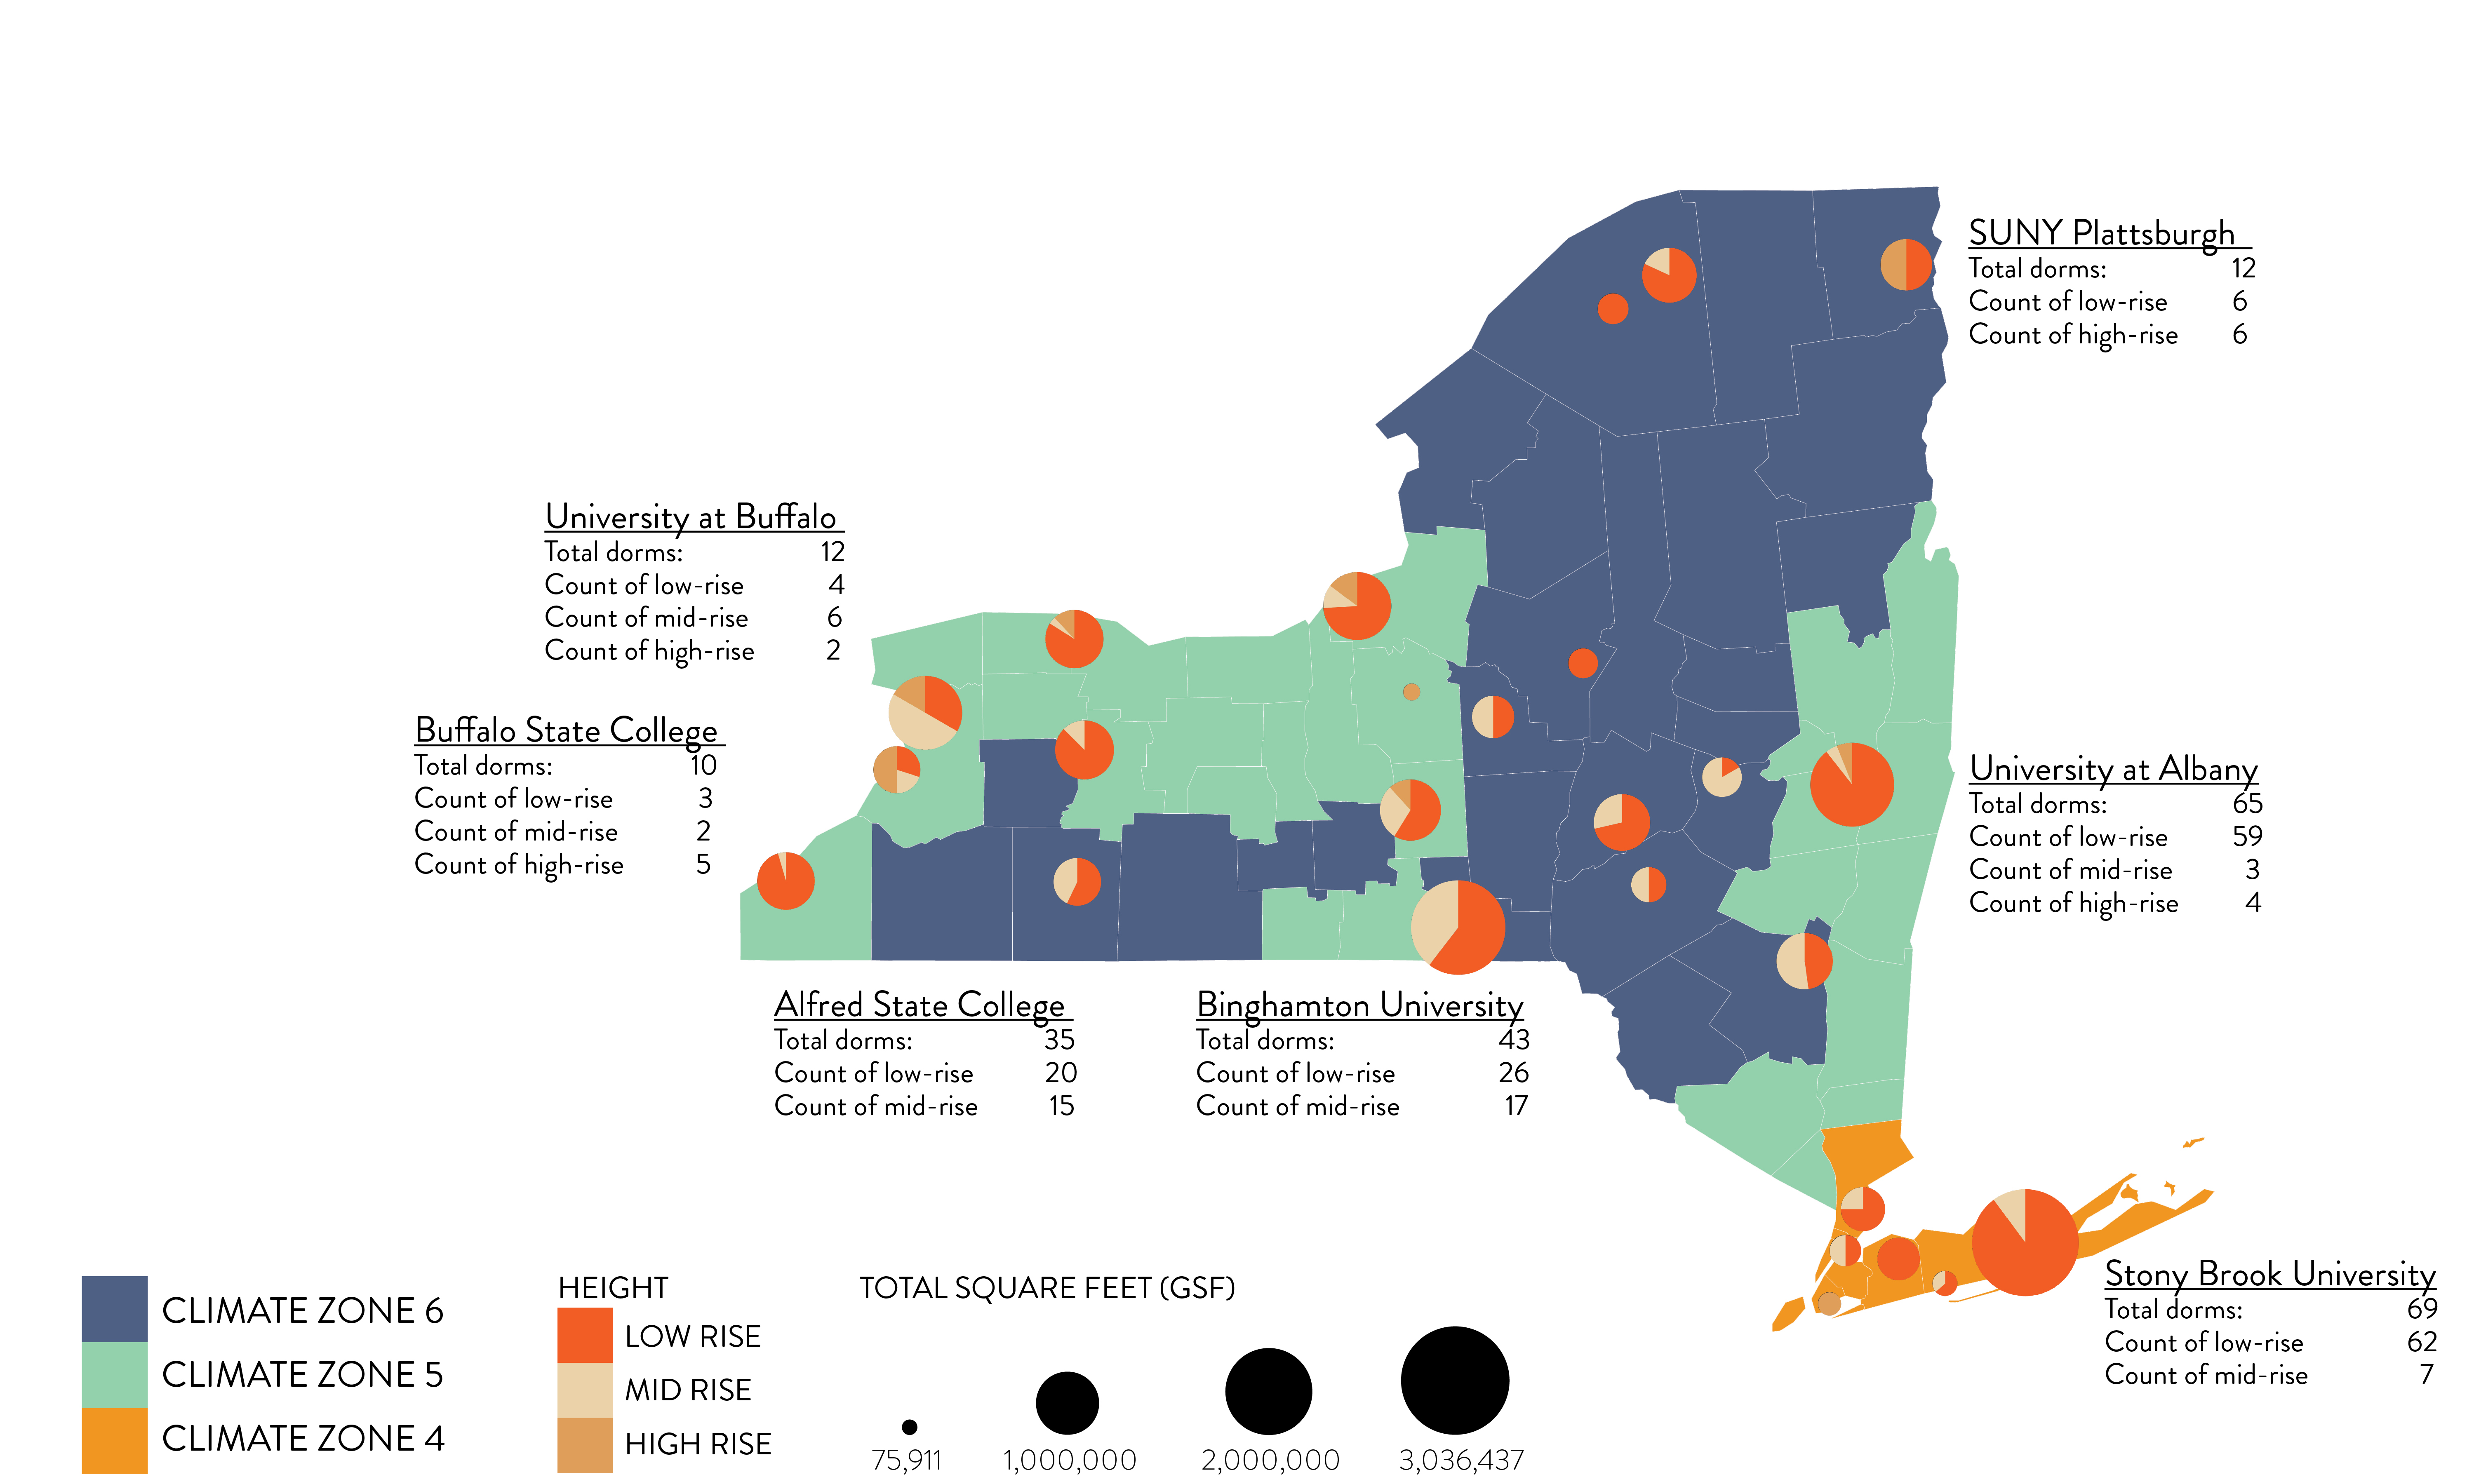 SUNY Plattsburgh
Total dorms: 12
Count of low-rise 6
Count of high-rise 6
University at Buffalo
Total dorms: 12
Count of low-rise 4
Count of mid-rise 6
Count of high-rise 2
Buffalo State College
Total dorms: 10
Count of low-rise 3
Count of mid-rise 2
Count of high-rise 5
University at Albany
Total dorms: 65
Count of low-rise 59
Count of mid-rise 3
Count of high-rise 4
Alfred State College
Total dorms: 35
Count of low-rise 20
Count of mid-rise 15
Binghamton University
Total dorms: 43
Count of low-rise 26
Count of mid-rise 17
Stony Brook University
Total dorms: 69
Count of low-rise 62
Count of mid-rise 7
CLIMATE ZONE 6
CLIMATE ZONE 5
CLIMATE ZONE 4
HEIGHT
LOW RISE
MID RISE
HIGH RISE
TOTAL SQUARE FEET (GSF)
75,911 1,000,000 2,000,000 3,036,437